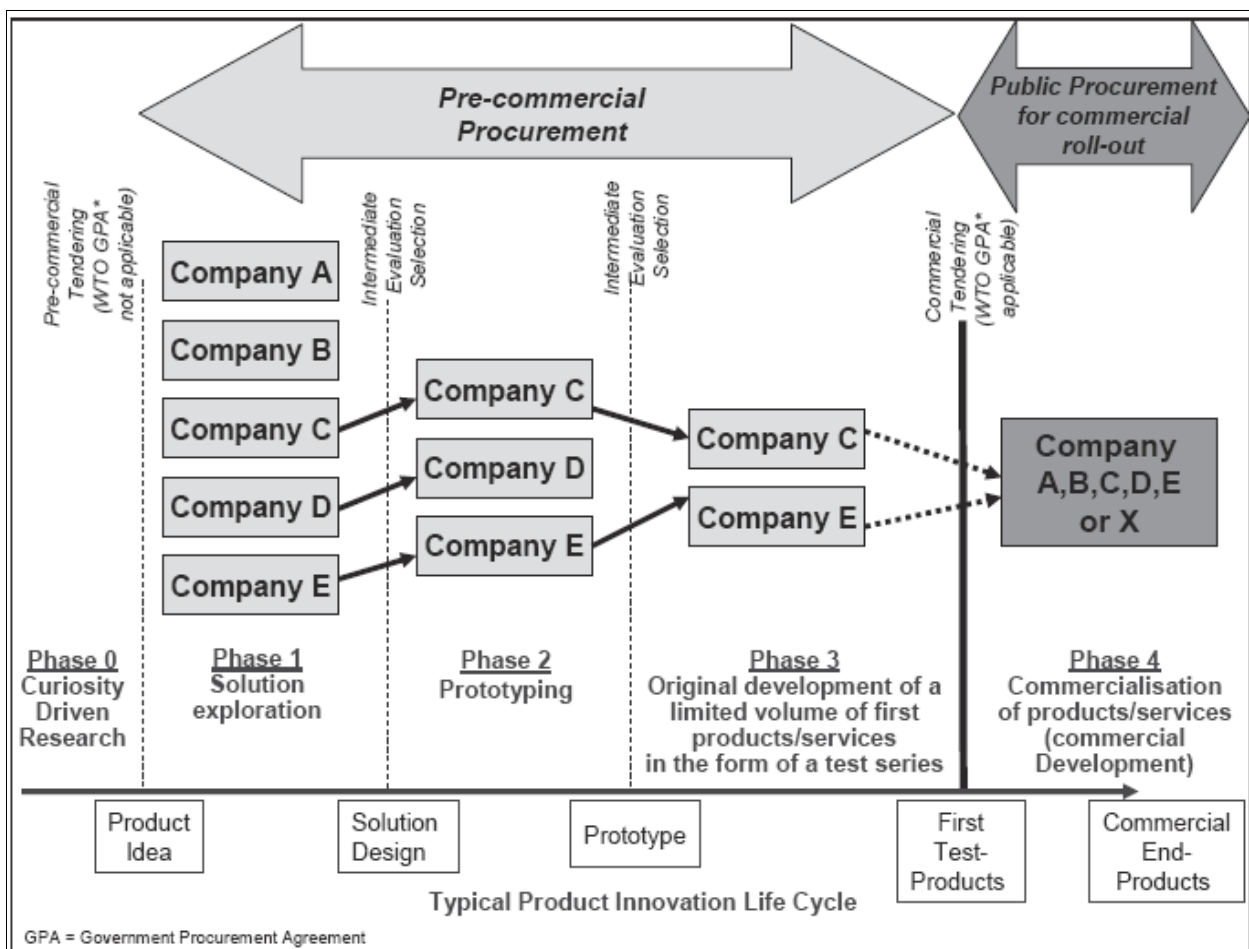 Pre-commercial
Procurement
Public Procurement
for commercial
roll-out
Pre-commercial
Tendering
(WTO GPA*
not applicable)
Intermediate
Evaluation
Selection
Intermediate
Evaluation
Selection
Commercial
Tendering
(WTO GPA*
applicable)
Company A
Company B
Company C
Company D
Company E
Company C
Company D
Company E
Company C
Company E
Company
A,B,C,D,E
or X
Phase 0
Curiosity
Driven
Research
Phase 1
Solution
exploration
Phase 2
Prototyping
Phase 3
Original development of a
limited volume of first
products/services
in the form of a test series
Phase 4
Commercialisation
of products/services
(commercial
Development)
Product
Idea
Solution
Design
Prototype
First
Test-
Products
Commercial
End-
Products
Typical Product Innovation Life Cycle
GPA = Government Procurement Agreement